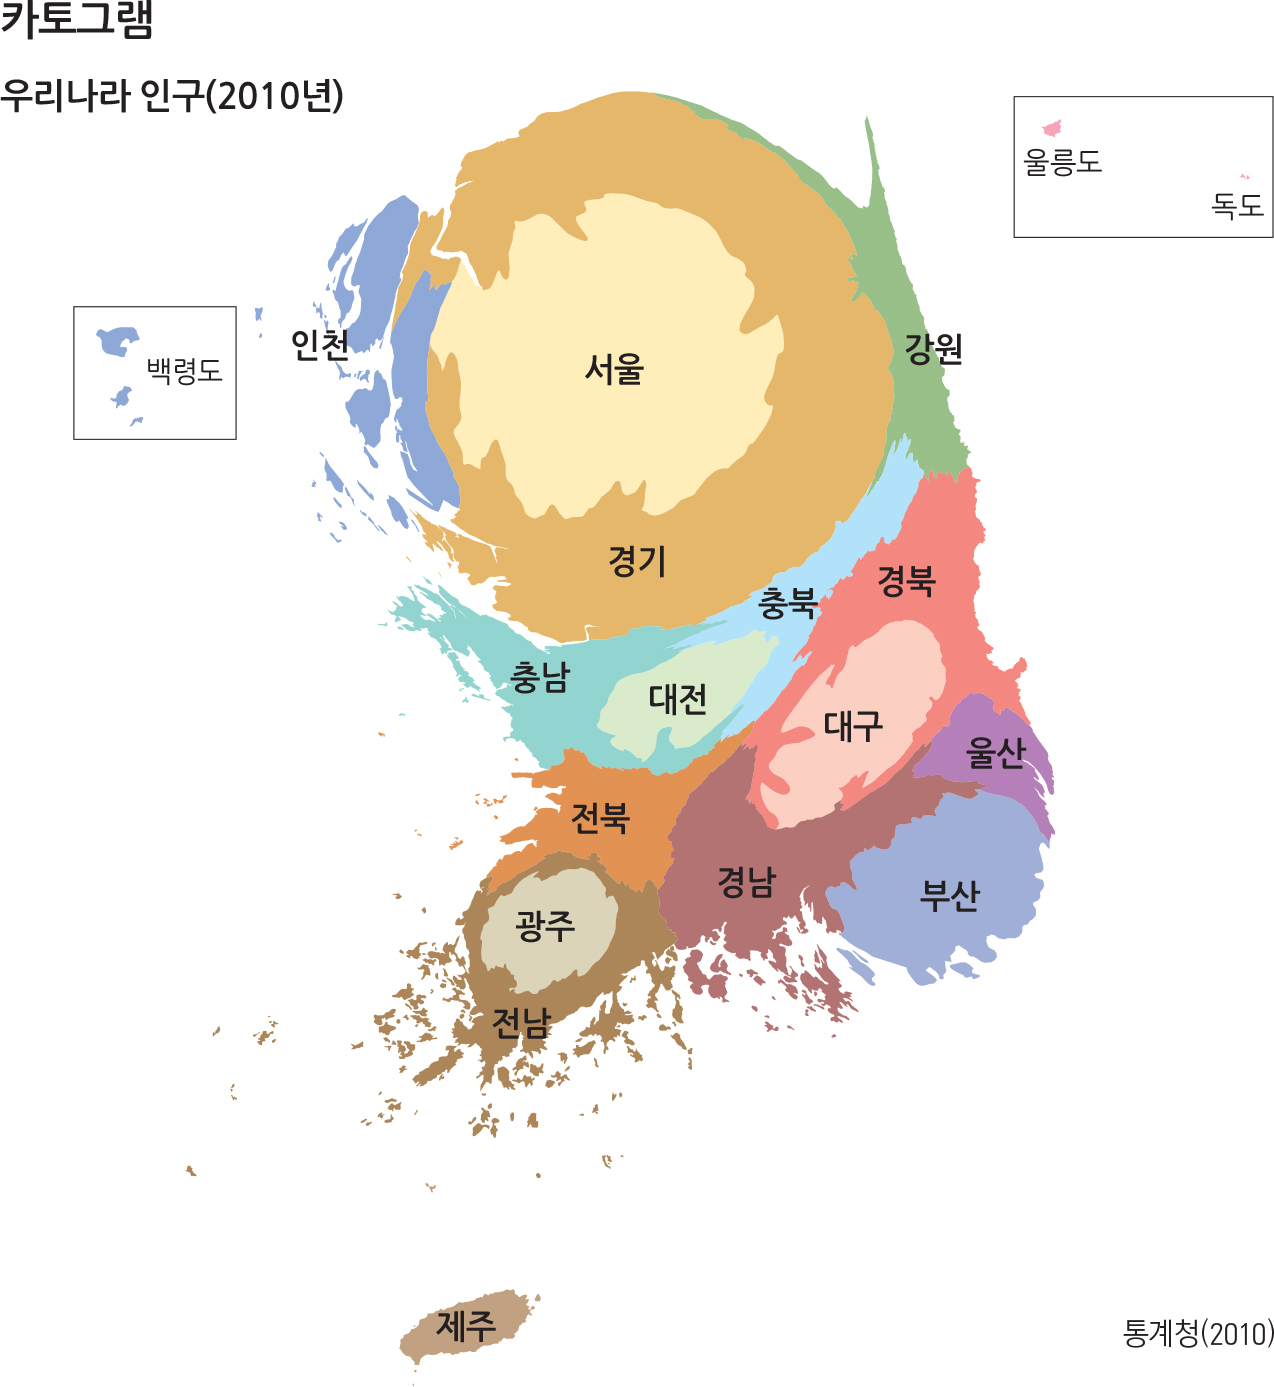 카토그램
우리나라 인구(2010년)
울릉도
독도
인천
백령도
서울
강원
경기
충북
경북
충남
대전
대구
울산
전북
경남
부산
광주
전남
제주
통계청(2010)